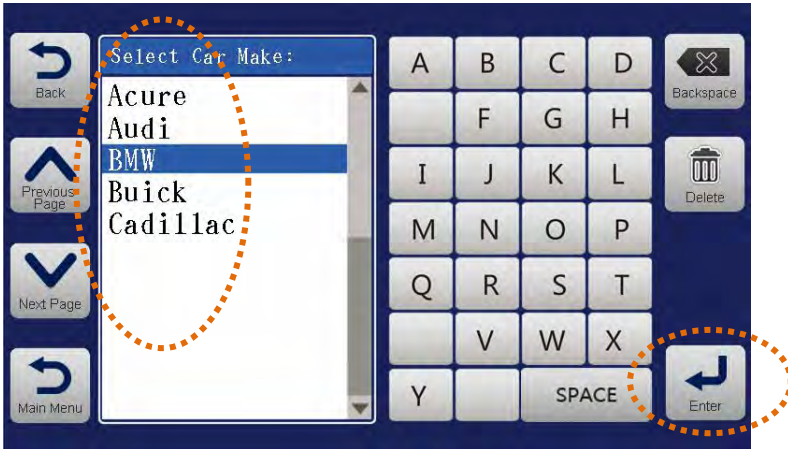 Back
Previous
Page
Next Page
Main Menu
Select Car Make:
Acure
Audi
BMW
Buick
Cadillac
A B C D
F G H
I J K L
M N O P
Q R S T
V W X
Y SPACE
Backspace
Delete
Enter